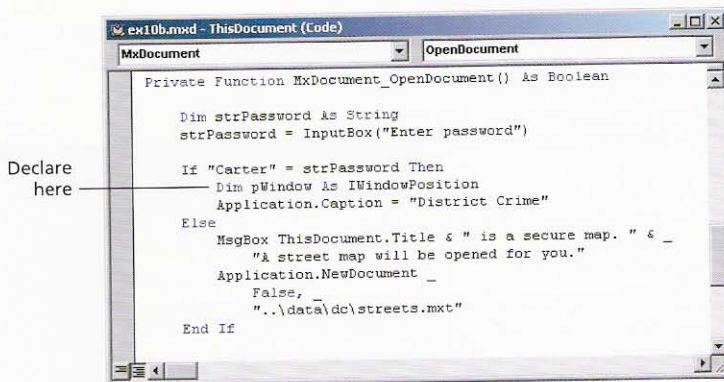 ex10b.mxd - ThisDocument (Code)
MxDocument
OpenDocument
Private Function MxDocument_OpenDocument() As Boolean
Dim strPassword As String
strPassword = InputBox("Enter password")
If "Carter" = strPassword Then
Declare here
Dim pWindow As IWindowPosition
Application.Caption = "District Crime"
Else
MsgBox ThisDocument.Title & " is a secure map. " & _
"A street map will be opened for you."
Application.NewDocument _
False, _
"..\data\dc\streets.mxt"
End If